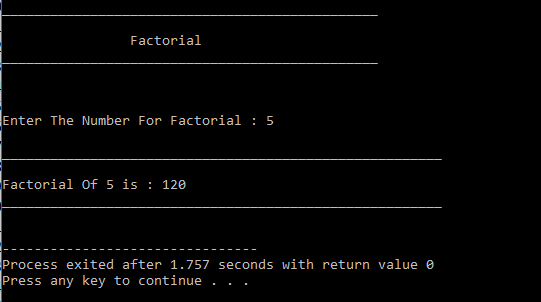 Factorial
Enter The Number For Factorial : 5
Factorial Of 5 is : 120
--------------------------------
Process exited after 1.757 seconds with return value 0
Press any key to continue . . .